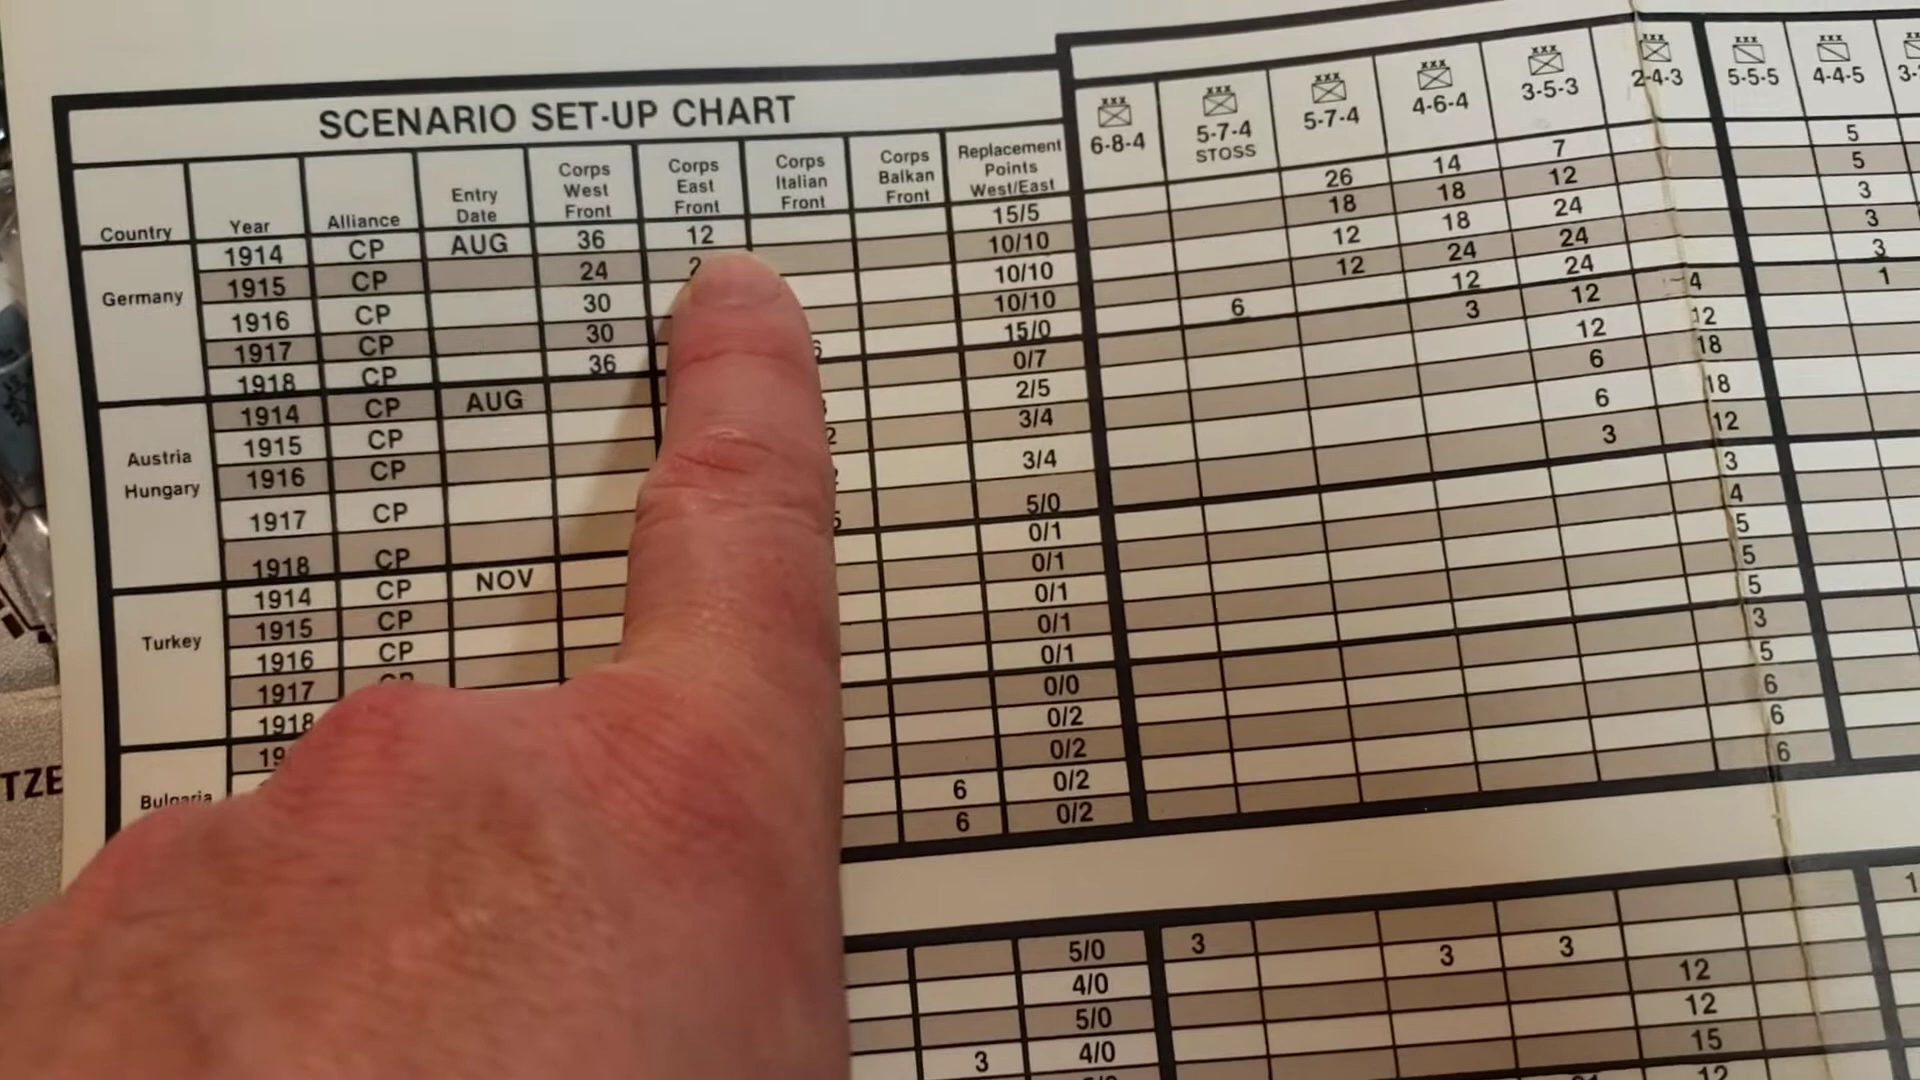 SCENARIO SET-UP CHART
Country Year Alliance Entry Date Corps West Front Corps East Front Corps Italian Front Corps Balkan Front Replacement Points West/East xxx 6-8-4 xxx 5-7-4 STOSS xxx 5-7-4 xxx 4-6-4 xxx 3-5-3 xxx 2-4-3 xxx 5-5-5 xxx 4-4-5
Germany
1914 CP AUG 36 12 15/5 26 14 7 5
1915 CP 24 10/10 18 18 12 5
1916 CP 30 10/10 12 18 24 3
1917 CP 30 10/10 12 24 24 3
1918 CP 36 15/0 6 12 24 3
Austria Hungary
1914 CP AUG 0/7 3 12 4 1
1915 CP 2/5 12 12
1916 CP 3/4 6 18
1917 CP 3/4 6 18
1918 CP 5/0 3 12
Turkey
1914 CP NOV 0/1 3
1915 CP 0/1 4
1916 CP 0/1 5
1917 0/1 5
1918 0/1 5
Bulgaria
0/0 3
0/2 5
0/2 6
6 0/2 6
6 0/2 6
5/0 3 3 3
4/0 12
5/0 12
3 4/0 15
12
TZE